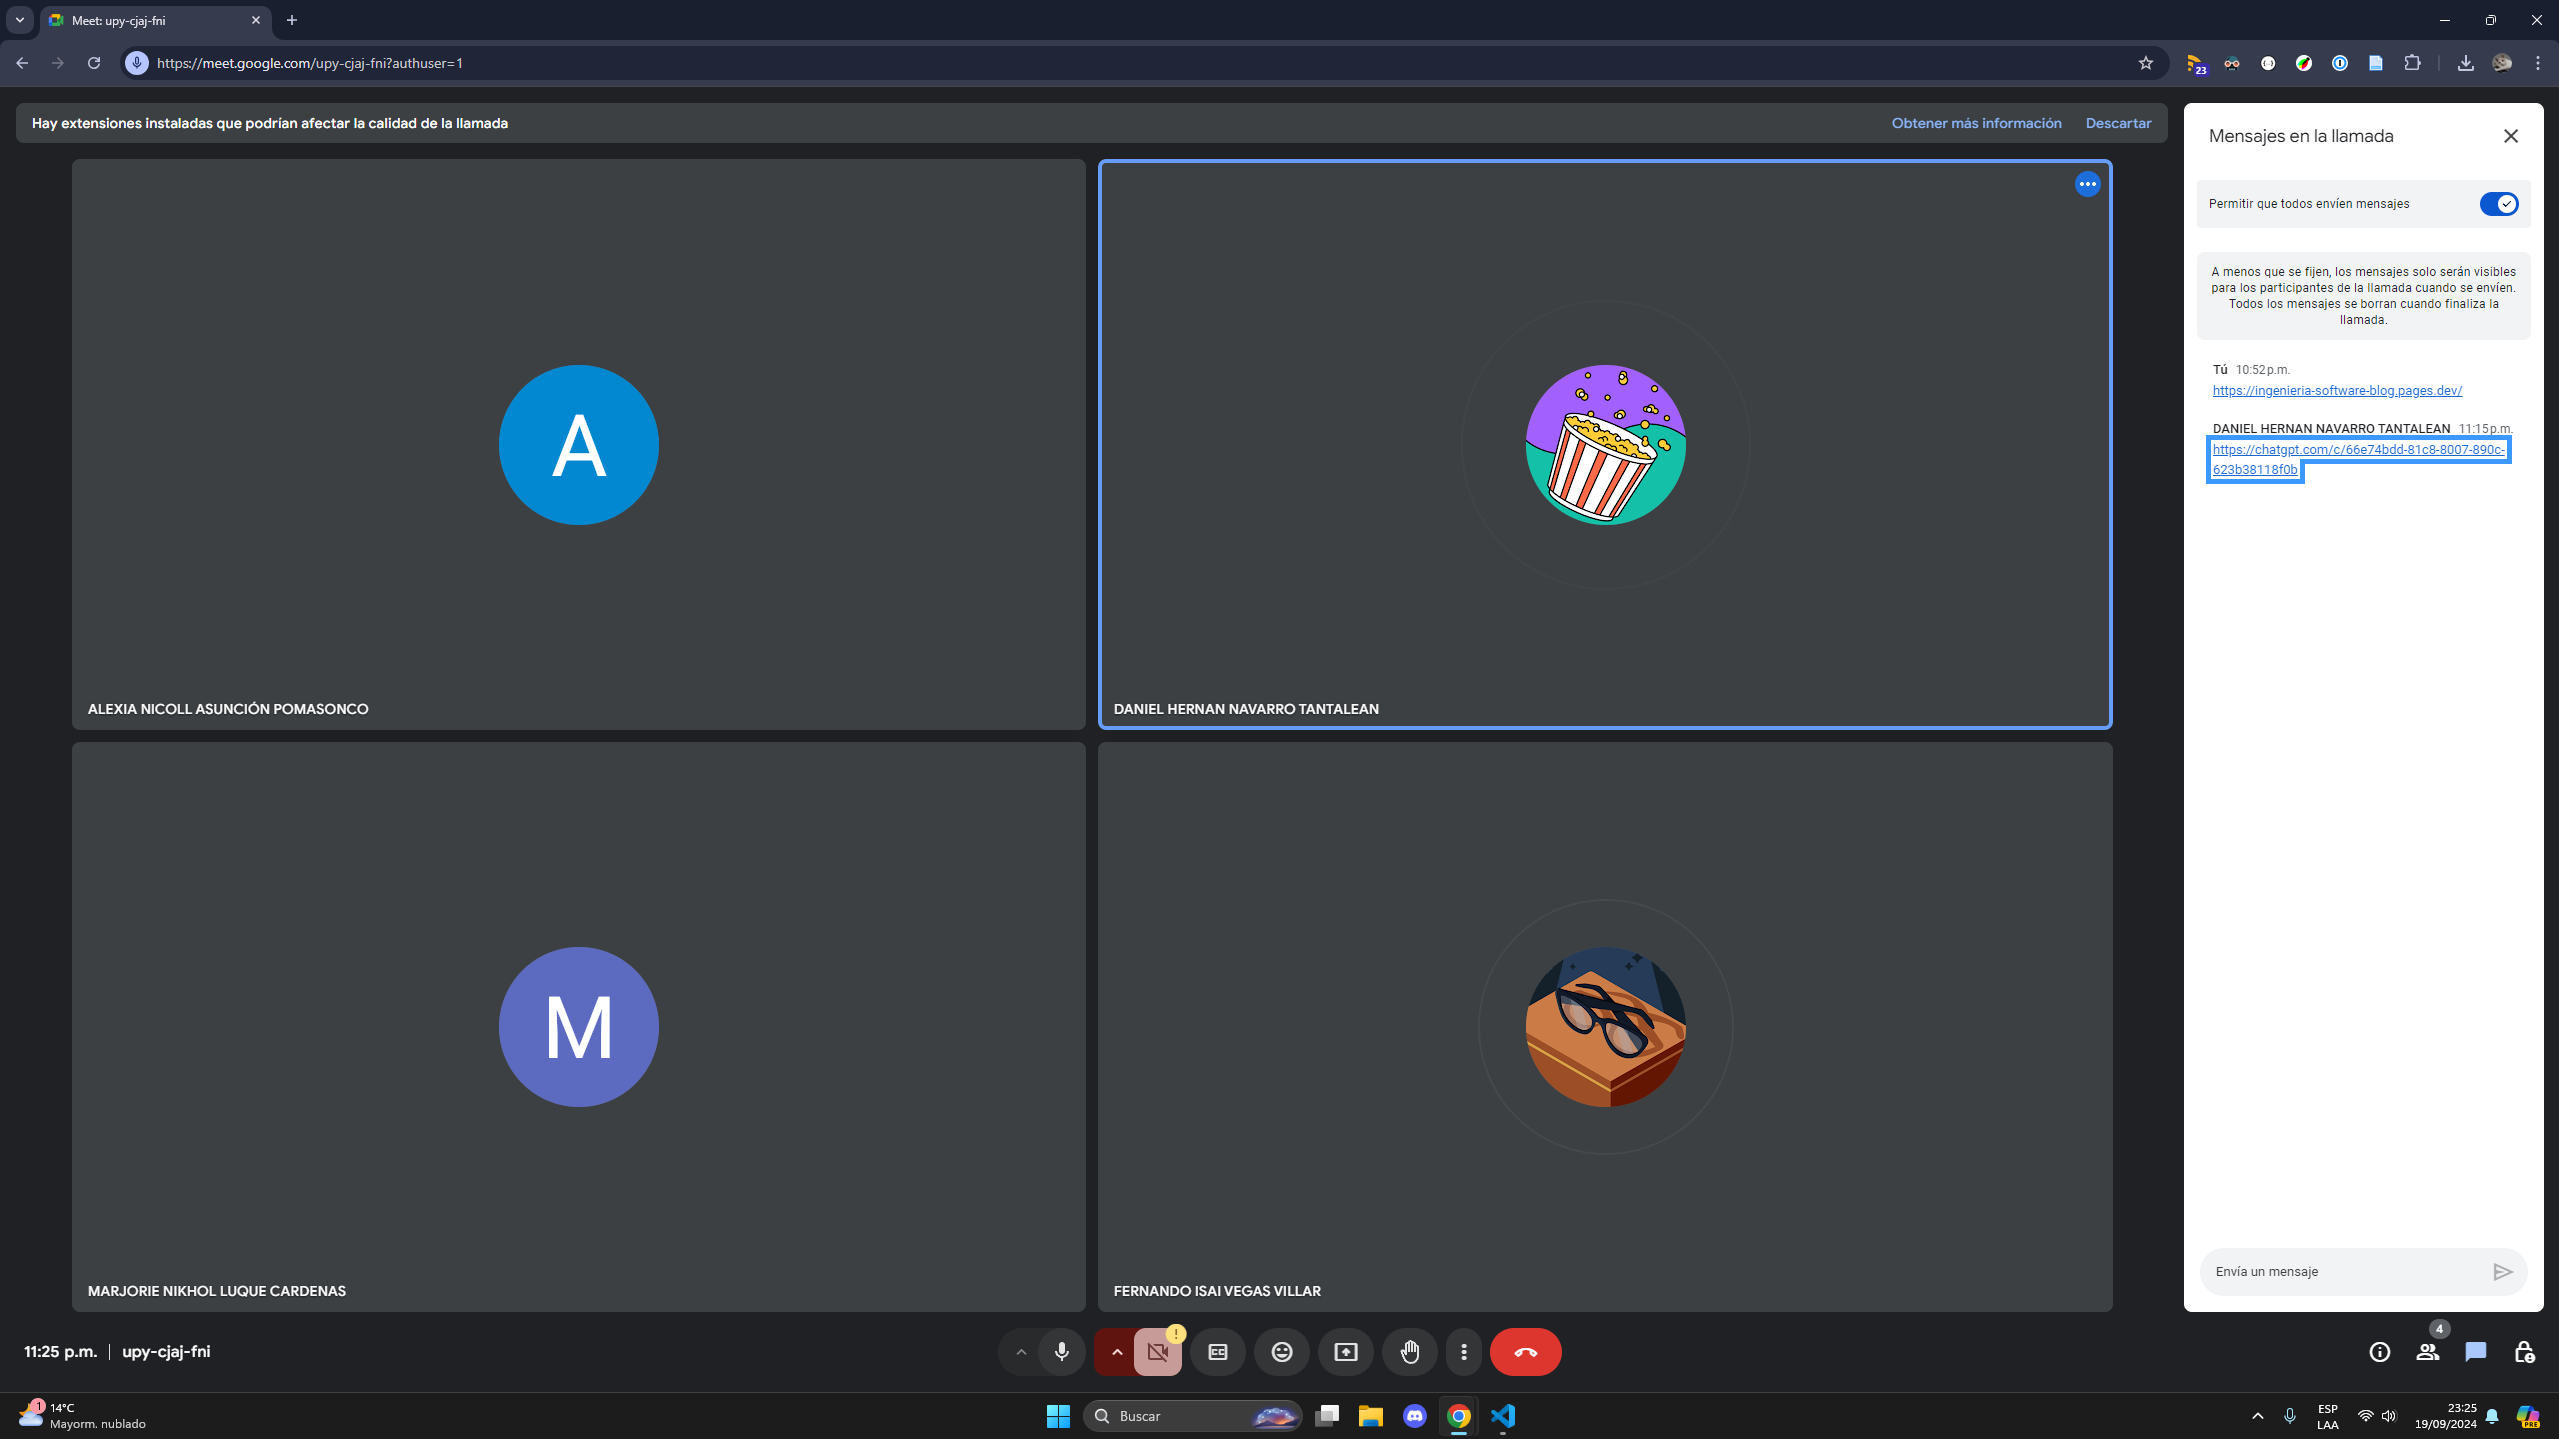 Meet: upy-cjaj-fni
https://meet.google.com/upy-cjaj-fni?authuser=1
23
Hay extensiones instaladas que podrían afectar la calidad de la llamada
Obtener más información
Descartar
A
ALEXIA NICOLL ASUNCIÓN POMASONCO
DANIEL HERNAN NAVARRO TANTALEAN
M
MARJORIE NIKHOL LUQUE CARDENAS
FERNANDO ISAI VEGAS VILLAR
Mensajes en la llamada
Permitir que todos envíen mensajes
A menos que se fijen, los mensajes solo serán visibles
para los participantes de la llamada cuando se envíen.
Todos los mensajes se borran cuando finaliza la
llamada.
Tú 10:52 p.m.
https://ingenieria-software-blog.pages.dev/
DANIEL HERNAN NAVARRO TANTALEAN 11:15 p.m.
https://chatgpt.com/c/66e74bdd-81c8-8007-890c-
623b38118f0b
Envía un mensaje
11:25 p.m. | upy-cjaj-fni
!
CC
4
1
14°C
Mayorm. nublado
Buscar
ESP
LAA
23:25
19/09/2024
PRE